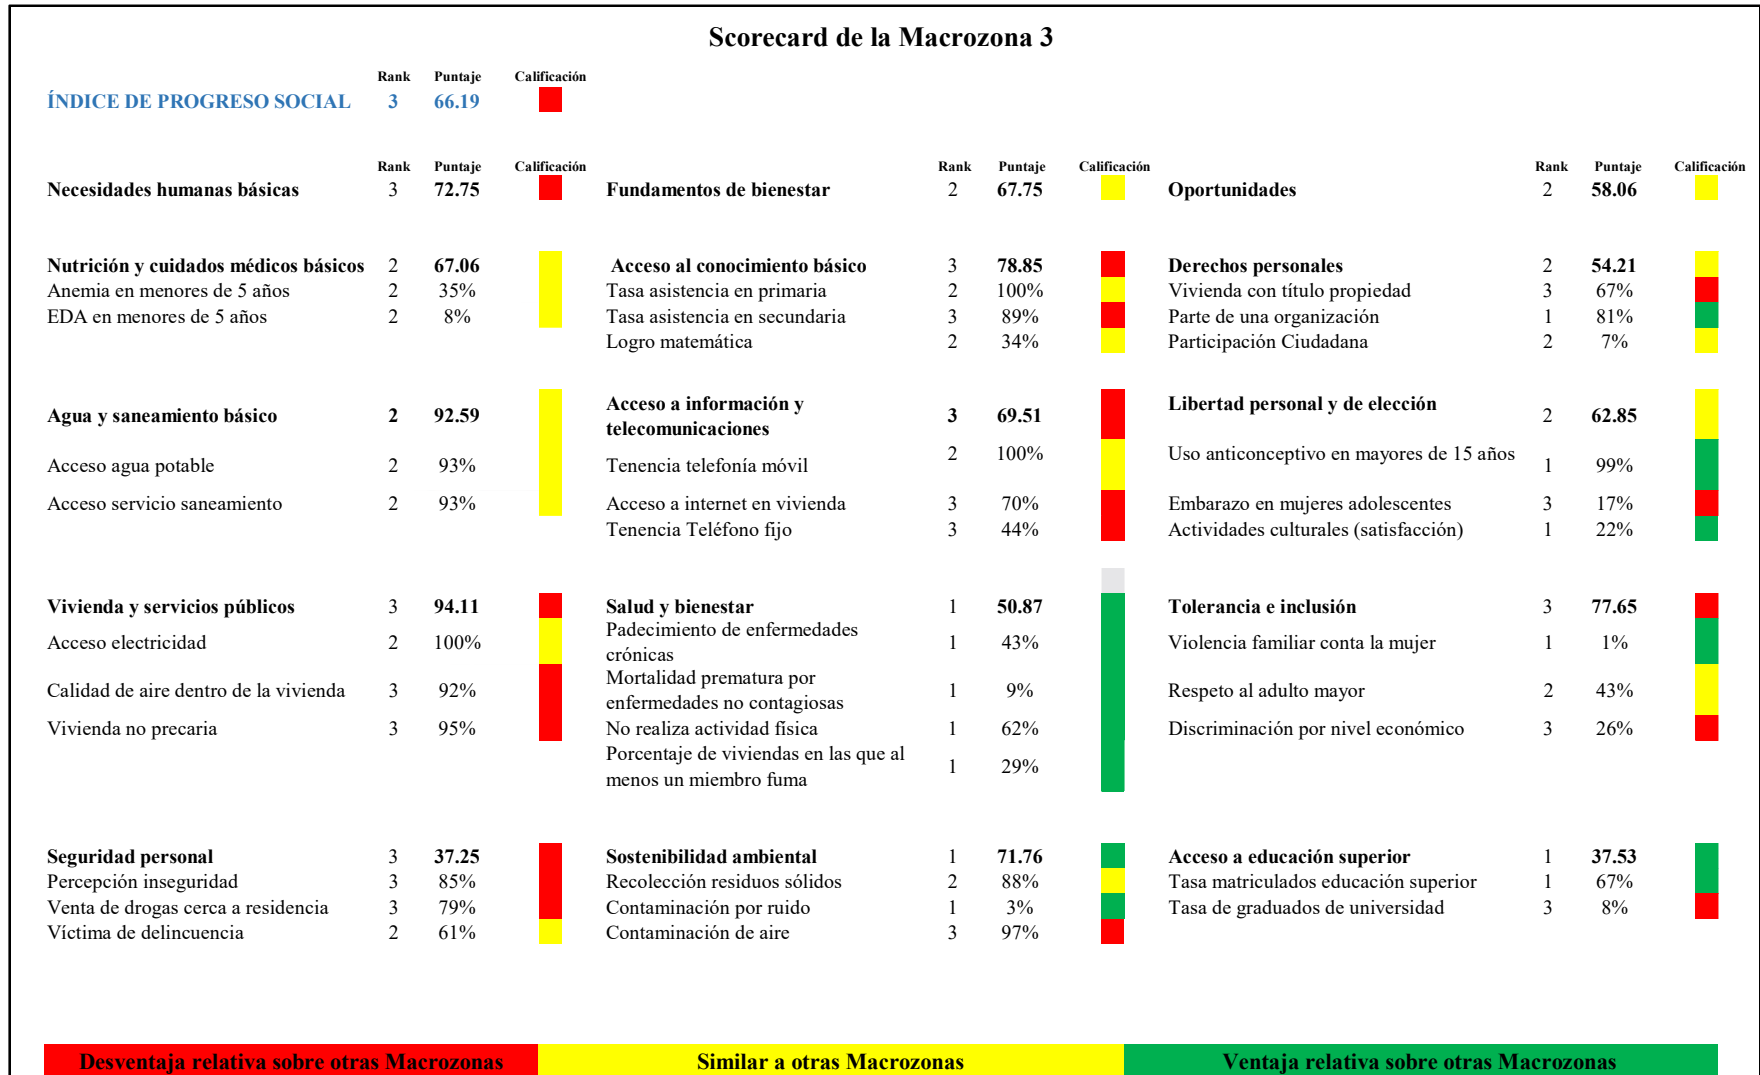 Scorecard de la Macrozona 3
Rank Puntaje Calificación
ÍNDICE DE PROGRESO SOCIAL 3 66.19
Rank Puntaje Calificación Rank Puntaje Calificación Rank Puntaje Calificación
Necesidades humanas básicas 3 72.75 Fundamentos de bienestar 2 67.75 Oportunidades 2 58.06
Nutrición y cuidados médicos básicos 2 67.06 Acceso al conocimiento básico 3 78.85 Derechos personales 2 54.21
Anemia en menores de 5 años 2 35% Tasa asistencia en primaria 2 100% Vivienda con título propiedad 3 67%
EDA en menores de 5 años 2 8% Tasa asistencia en secundaria 3 89% Parte de una organización 1 81%
Logro matemática 2 34% Participación Ciudadana 2 7%
Agua y saneamiento básico 2 92.59 Acceso a información y
telecomunicaciones 3 69.51 Libertad personal y de elección 2 62.85
Acceso agua potable 2 93% Tenencia telefonía móvil 2 100% Uso anticonceptivo en mayores de 15 años 1 99%
Acceso servicio saneamiento 2 93% Acceso a internet en vivienda 3 70% Embarazo en mujeres adolescentes 3 17%
Tenencia Teléfono fijo 3 44% Actividades culturales (satisfacción) 1 22%
Vivienda y servicios públicos 3 94.11 Salud y bienestar 1 50.87 Tolerancia e inclusión 3 77.65
Acceso electricidad 2 100% Padecimiento de enfermedades
crónicas 1 43% Violencia familiar conta la mujer 1 1%
Calidad de aire dentro de la vivienda 3 92% Mortalidad prematura por
enfermedades no contagiosas 1 9% Respeto al adulto mayor 2 43%
Vivienda no precaria 3 95% No realiza actividad física 1 62% Discriminación por nivel económico 3 26%
Porcentaje de viviendas en las que al
menos un miembro fuma 1 29%
Seguridad personal 3 37.25 Sostenibilidad ambiental 1 71.76 Acceso a educación superior 1 37.53
Percepción inseguridad 3 85% Recolección residuos sólidos 2 88% Tasa matriculados educación superior 1 67%
Venta de drogas cerca a residencia 3 79% Contaminación por ruido 1 3% Tasa de graduados de universidad 3 8%
Víctima de delincuencia 2 61% Contaminación de aire 3 97%
Desventaja relativa sobre otras Macrozonas Similar a otras Macrozonas Ventaja relativa sobre otras Macrozonas